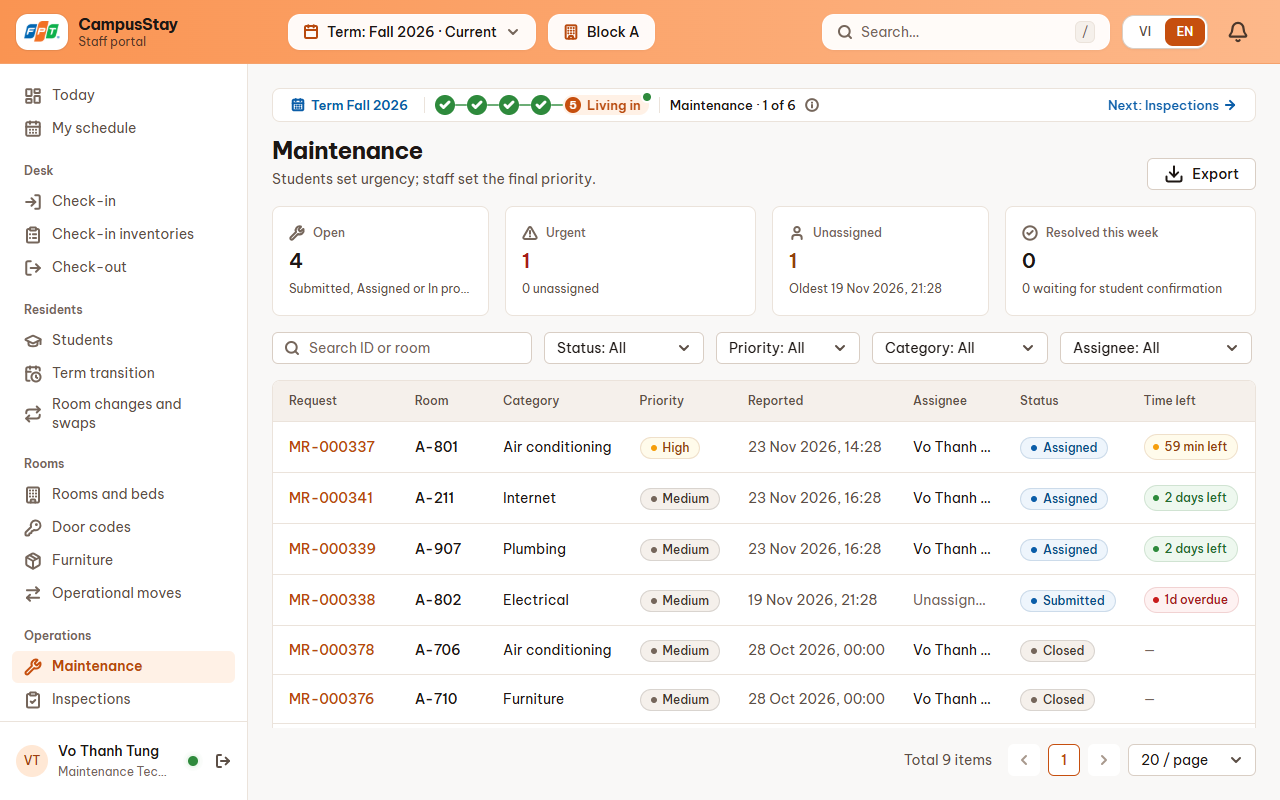 FPT
CampusStay
Staff portal
Term: Fall 2026 · Current
Block A
Search...
/
VI
EN
Today
My schedule
Desk
Check-in
Check-in inventories
Check-out
Residents
Students
Term transition
Room changes and
swaps
Rooms
Rooms and beds
Door codes
Furniture
Operational moves
Operations
Maintenance
Inspections
VT
Vo Thanh Tung
Maintenance Tec...
Term Fall 2026
5 Living in
Maintenance · 1 of 6
Next: Inspections
Maintenance
Students set urgency; staff set the final priority.
Export
Open
4
Submitted, Assigned or In pro...
Urgent
1
0 unassigned
Unassigned
1
Oldest 19 Nov 2026, 21:28
Resolved this week
0
0 waiting for student confirmation
Search ID or room
Status: All
Priority: All
Category: All
Assignee: All
Request Room Category Priority Reported Assignee Status Time left
MR-000337 A-801 Air conditioning High 23 Nov 2026, 14:28 Vo Thanh ... Assigned 59 min left
MR-000341 A-211 Internet Medium 23 Nov 2026, 16:28 Vo Thanh ... Assigned 2 days left
MR-000339 A-907 Plumbing Medium 23 Nov 2026, 16:28 Vo Thanh ... Assigned 2 days left
MR-000338 A-802 Electrical Medium 19 Nov 2026, 21:28 Unassign... Submitted 1d overdue
MR-000378 A-706 Air conditioning Medium 28 Oct 2026, 00:00 Vo Thanh ... Closed –
MR-000376 A-710 Furniture Medium 28 Oct 2026, 00:00 Vo Thanh ... Closed –
Total 9 items
1
20 / page